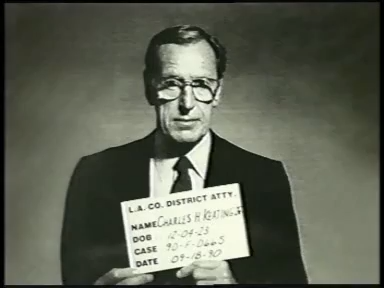 L.A. CO. DISTRICT ATTY.
NAME CHARLES H KEATING Jr
DOB 12-04-23
CASE 90-F-0665
DATE 09-18-90